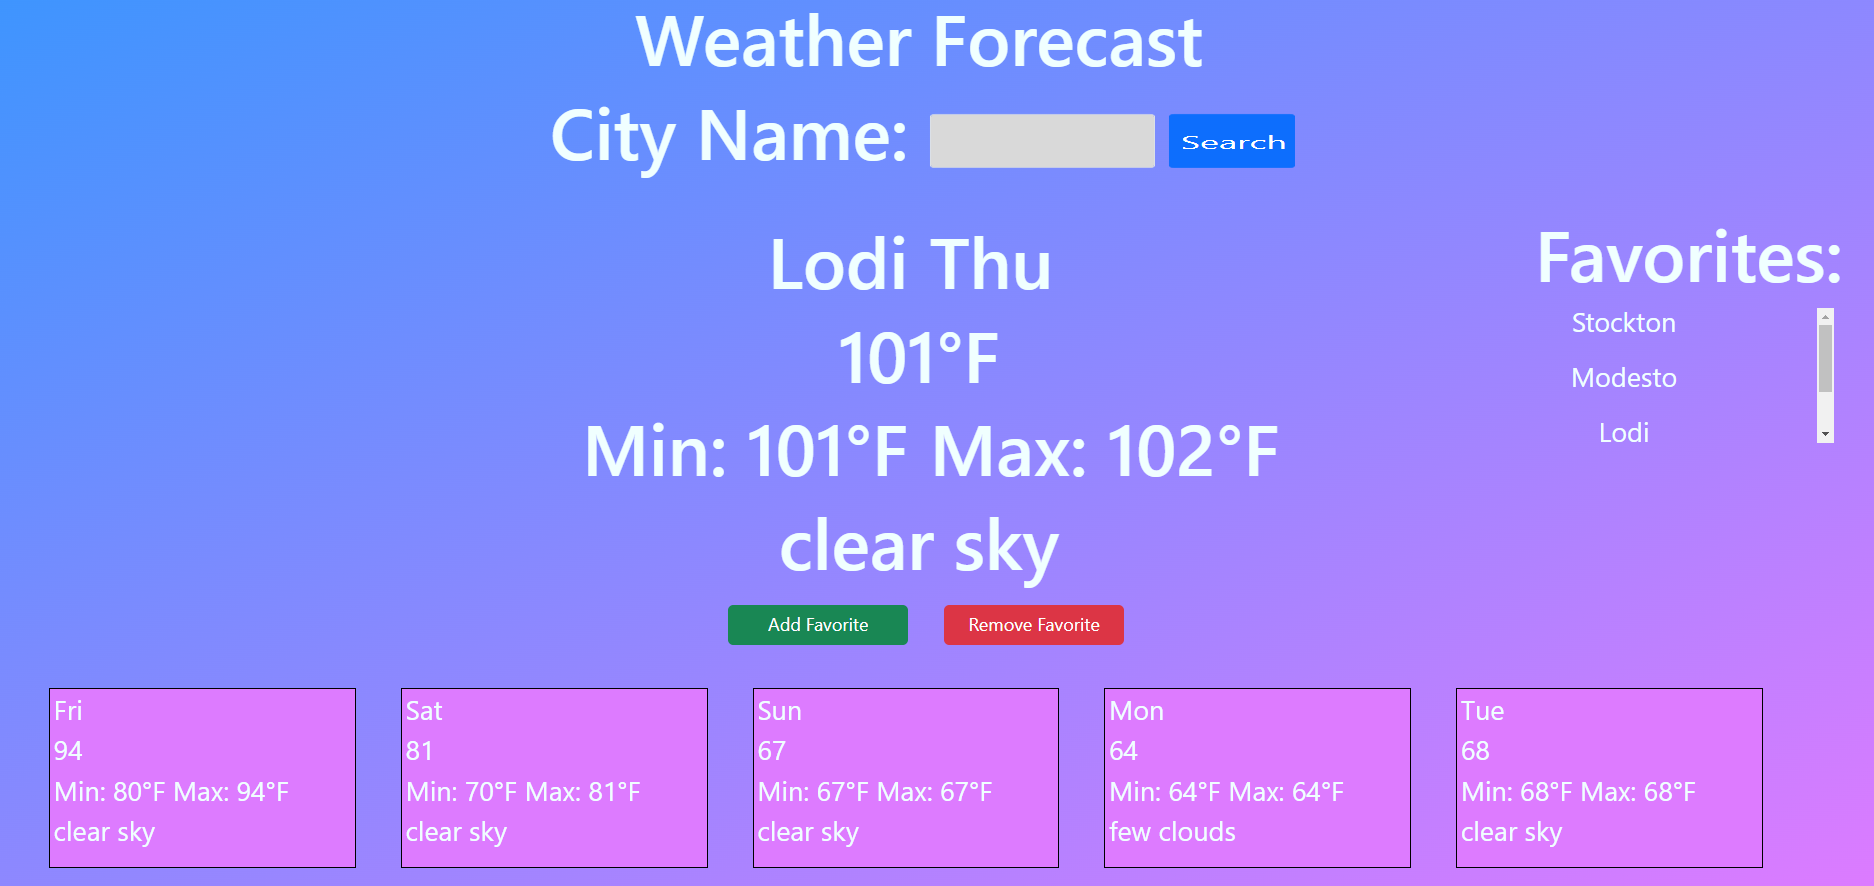 Weather Forecast
City Name: Search
Lodi Thu
101°F
Min: 101°F Max: 102°F
clear sky
Add Favorite Remove Favorite
Favorites:
Stockton
Modesto
Lodi
Fri
94
Min: 80°F Max: 94°F
clear sky
Sat
81
Min: 70°F Max: 81°F
clear sky
Sun
67
Min: 67°F Max: 67°F
clear sky
Mon
64
Min: 64°F Max: 64°F
few clouds
Tue
68
Min: 68°F Max: 68°F
clear sky